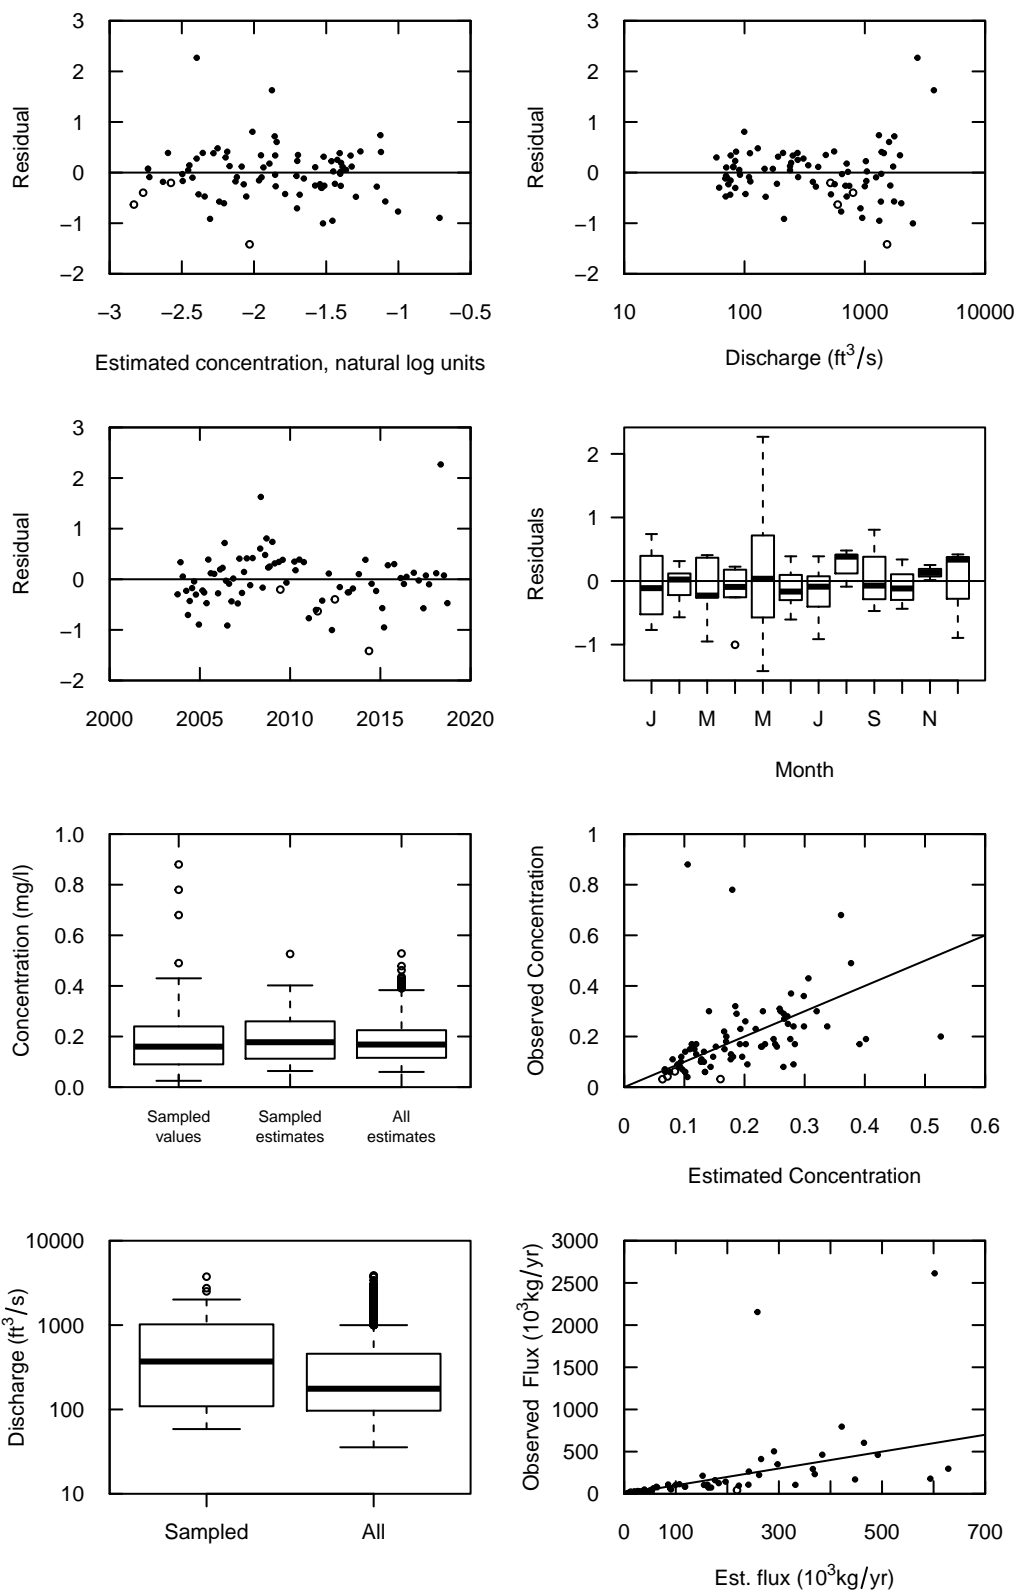 3
2
1
0
−1
−2
Residual
−3
−2.5
−2
−1.5
−1
−0.5
Estimated concentration, natural log units
3
2
1
0
−1
−2
Residual
10
100
1000
10000
Discharge (ft3/s)
3
2
1
0
−1
−2
Residual
2000
2005
2010
2015
2020
2
1
0
−1
Residuals
J
M
M
J
S
N
Month
1.0
0.8
0.6
0.4
0.2
0.0
Concentration (mg/l)
Sampled
values
Sampled
estimates
All
estimates
1
0.8
0.6
0.4
0.2
0
Observed Concentration
0
0.1
0.2
0.3
0.4
0.5
0.6
Estimated Concentration
10000
1000
100
10
Discharge (ft3/s)
Sampled
All
3000
2500
2000
1500
1000
500
0
Observed Flux (103kg/yr)
0
100
300
500
700
Est. flux (103kg/yr)